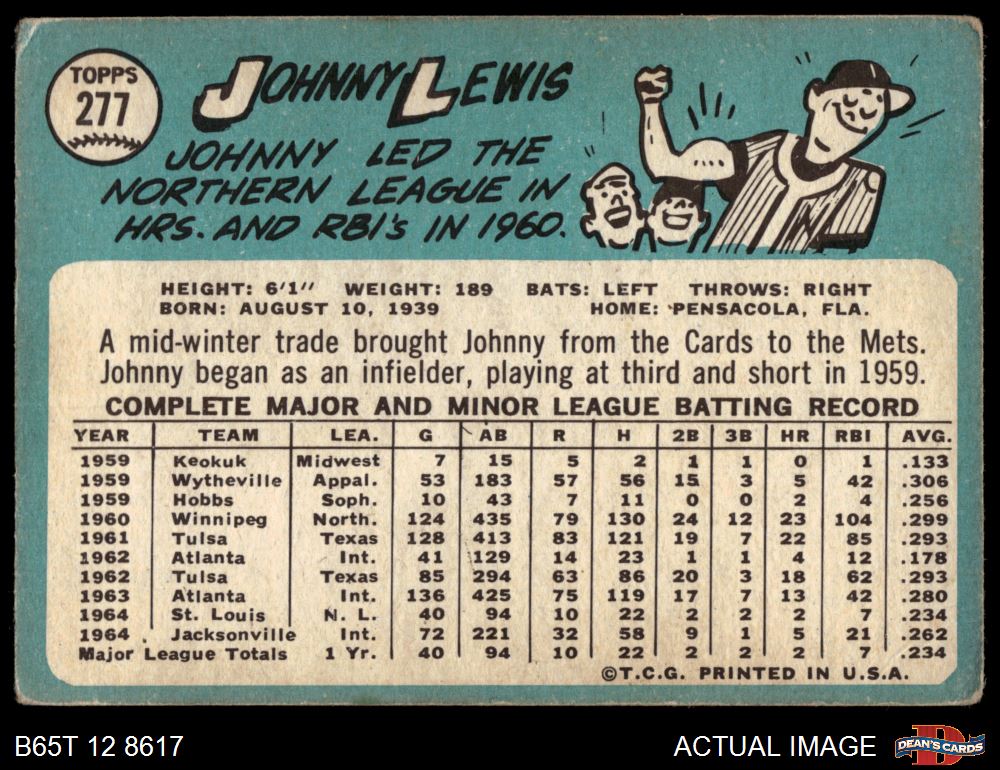 TOPPS
277
JOHNNY LEWIS
JOHNNY LED THE
NORTHERN LEAGUE IN
HRS. AND RBI's IN 1960.
HEIGHT: 6'1" WEIGHT: 189 BATS: LEFT THROWS: RIGHT
BORN: AUGUST 10, 1939 HOME: PENSACOLA, FLA.
A mid-winter trade brought Johnny from the Cards to the Mets.
Johnny began as an infielder, playing at third and short in 1959.
COMPLETE MAJOR AND MINOR LEAGUE BATTING RECORD
YEAR TEAM LEA. G AB R H 2B 3B HR RBI AVG.
1959 Keokuk Midwest 7 15 5 2 1 1 0 1 .133
1959 Wytheville Appal. 53 183 57 56 15 3 5 42 .306
1959 Hobbs Soph. 10 43 7 11 0 0 2 4 .256
1960 Winnipeg North. 124 435 79 130 24 12 23 104 .299
1961 Tulsa Texas 128 413 83 121 19 7 22 85 .293
1962 Atlanta Int. 41 129 14 23 1 1 4 12 .178
1962 Tulsa Texas 85 294 63 86 20 3 18 62 .293
1963 Atlanta Int. 136 425 75 119 17 7 13 42 .280
1964 St. Louis N. L. 40 94 10 22 2 2 2 7 .234
1964 Jacksonville Int. 72 221 32 58 9 1 5 21 .262
Major League Totals 1 Yr. 40 94 10 22 2 2 2 7 .234
©T.C.G. PRINTED IN U.S.A.
B65T 12 8617 ACTUAL IMAGE DEAN'S CARDS